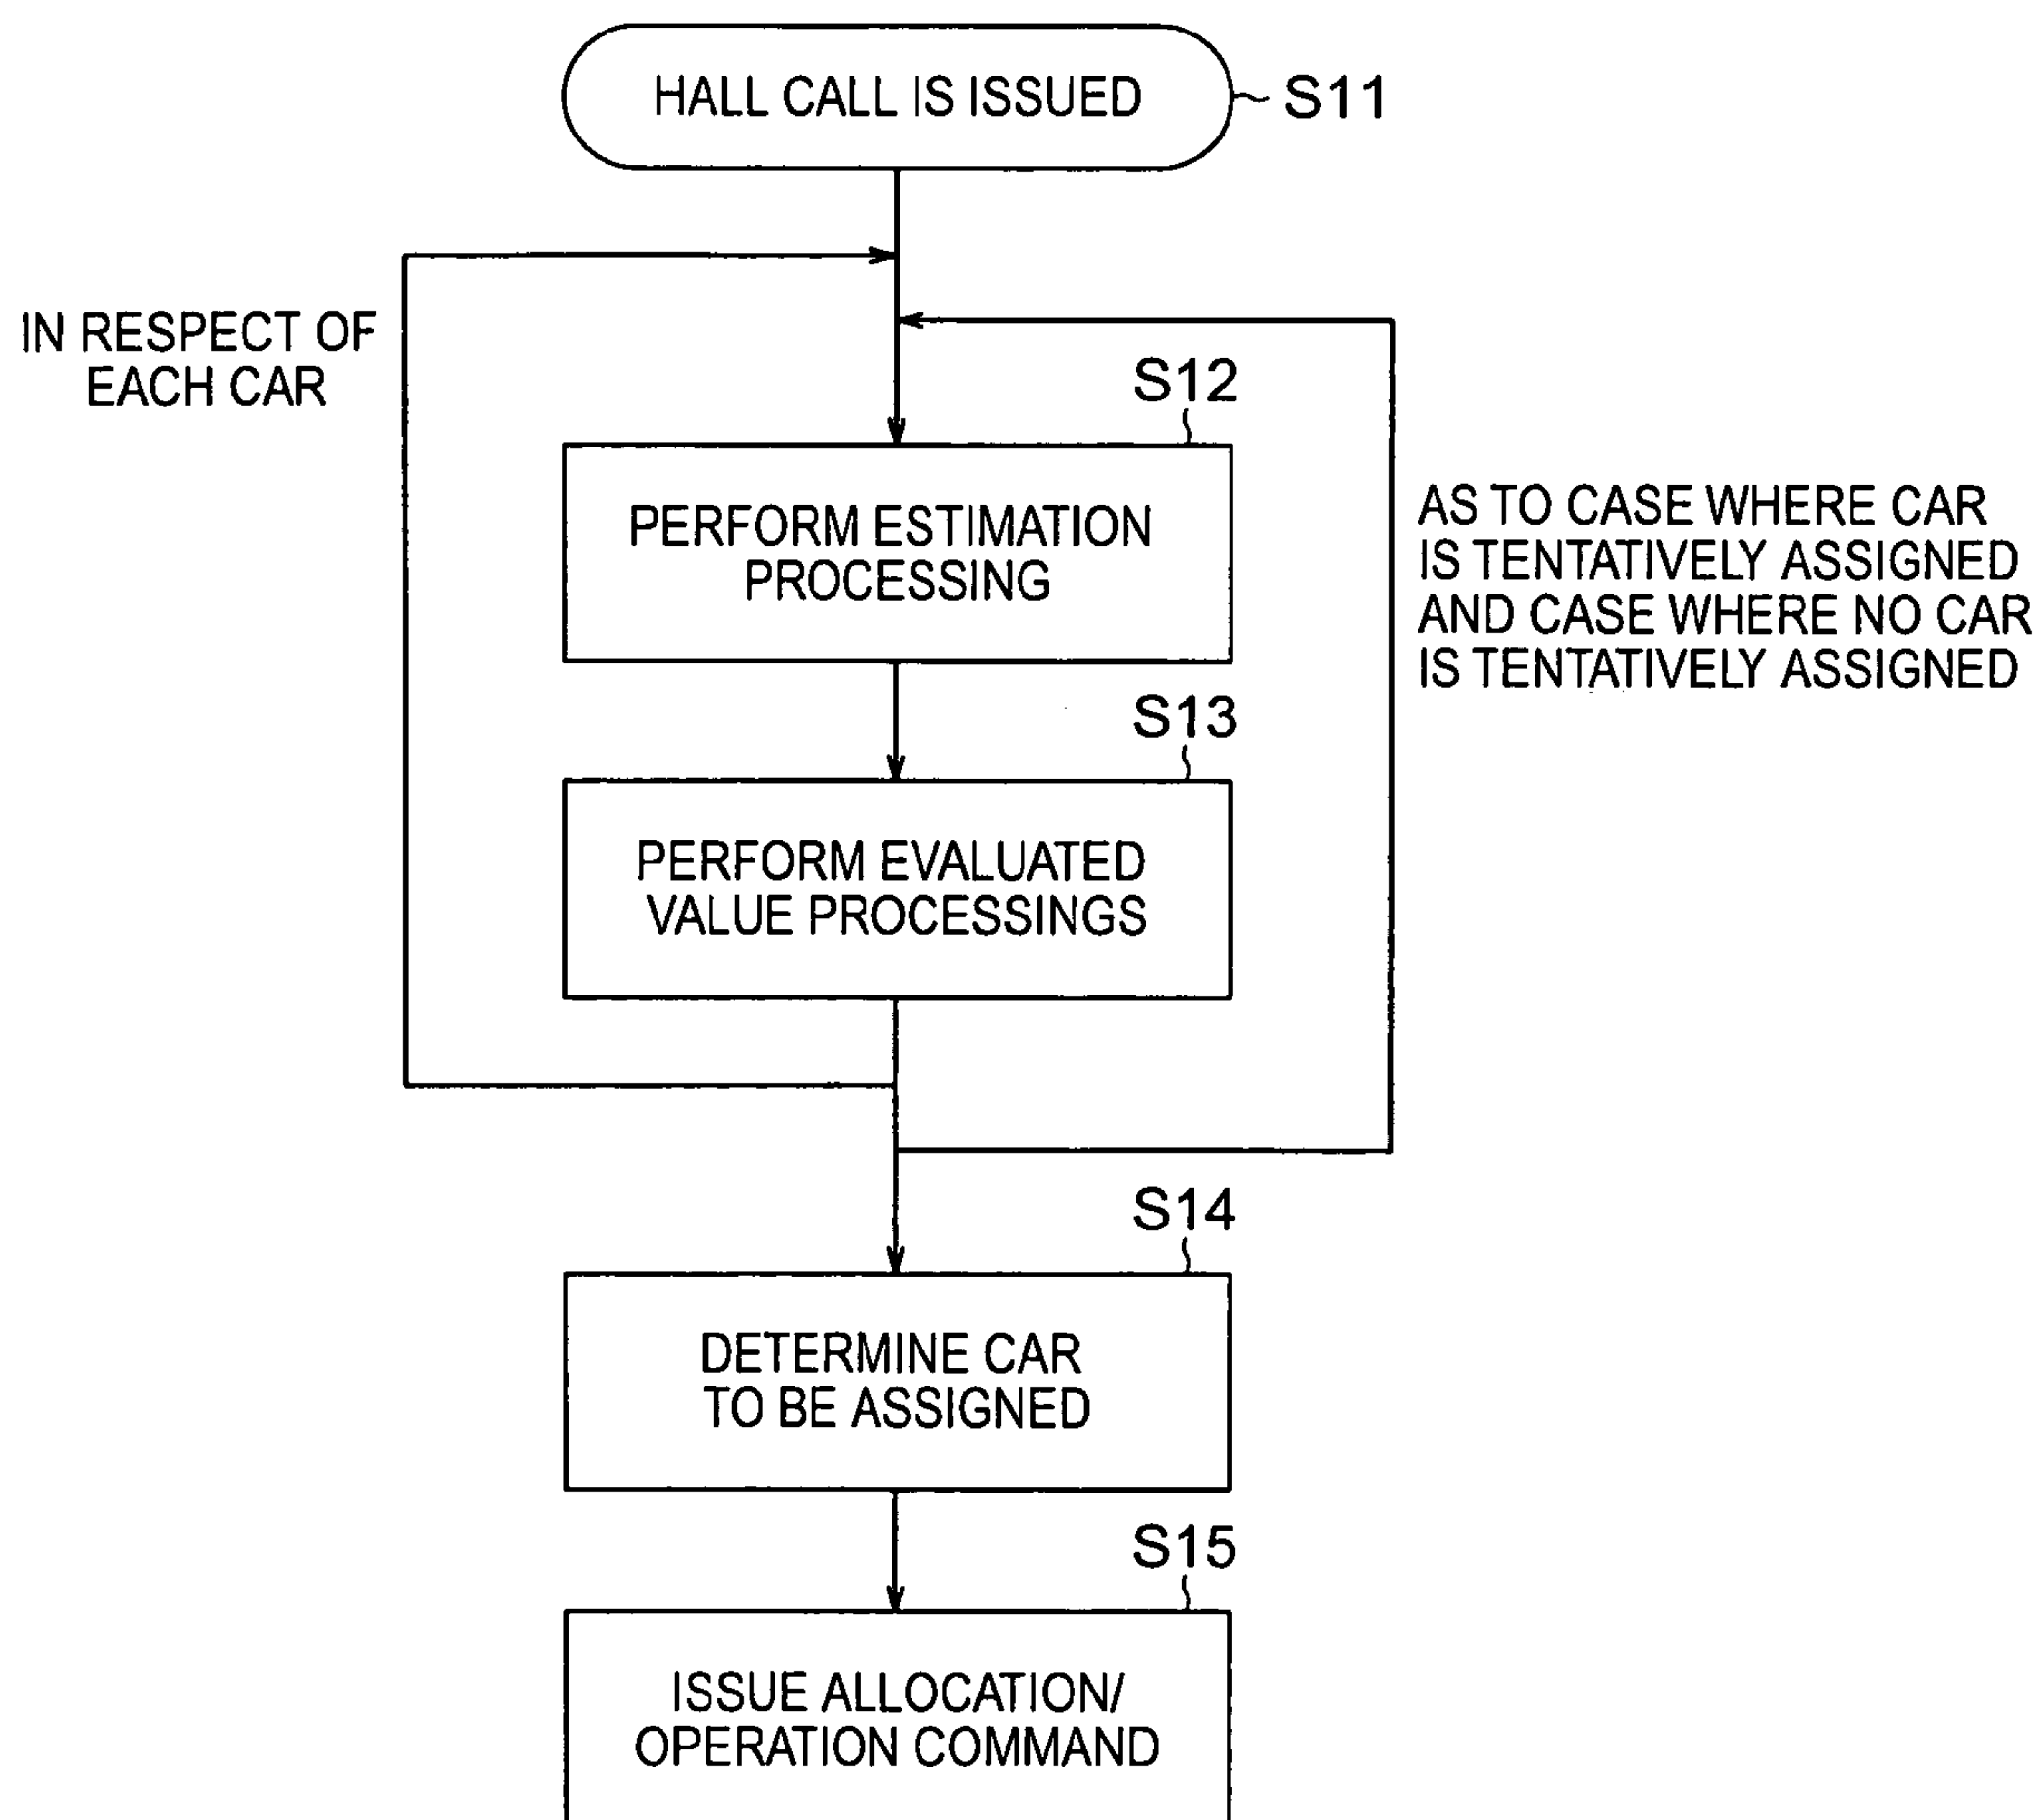 HALL CALL IS ISSUED
S11
IN RESPECT OF
EACH CAR
S12
PERFORM ESTIMATION
PROCESSING
AS TO CASE WHERE CAR
IS TENTATIVELY ASSIGNED
AND CASE WHERE NO CAR
IS TENTATIVELY ASSIGNED
S13
PERFORM EVALUATED
VALUE PROCESSINGS
S14
DETERMINE CAR
TO BE ASSIGNED
S15
ISSUE ALLOCATION/
OPERATION COMMAND